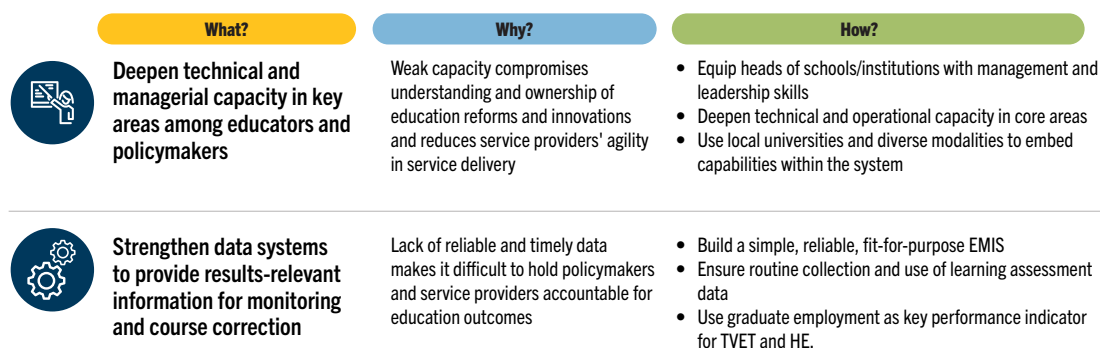 What?
Why?
How?
Deepen technical and
managerial capacity in key
areas among educators and
policymakers
Weak capacity compromises
understanding and ownership of
education reforms and innovations
and reduces service providers' agility
in service delivery
• Equip heads of schools/institutions with management and
leadership skills
• Deepen technical and operational capacity in core areas
• Use local universities and diverse modalities to embed
capabilities within the system
Strengthen data systems
to provide results-relevant
information for monitoring
and course correction
Lack of reliable and timely data
makes it difficult to hold policymakers
and service providers accountable for
education outcomes
• Build a simple, reliable, fit-for-purpose EMIS
• Ensure routine collection and use of learning assessment
data
• Use graduate employment as key performance indicator
for TVET and HE.